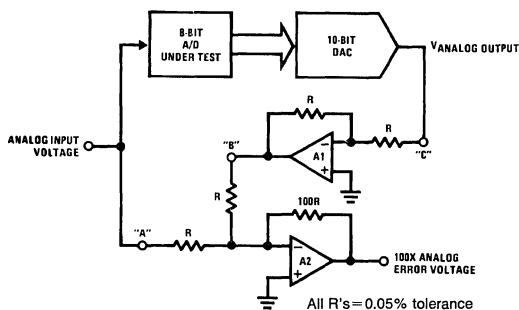 8-BIT
A/D
UNDER TEST
10-BIT
DAC
VANALOG OUTPUT
R
ANALOG INPUT
VOLTAGE
"B"
A1
-
+
R
"C"
R
"A"
R
100R
-
A2
+
100X ANALOG
ERROR VOLTAGE
All R's=0.05% tolerance